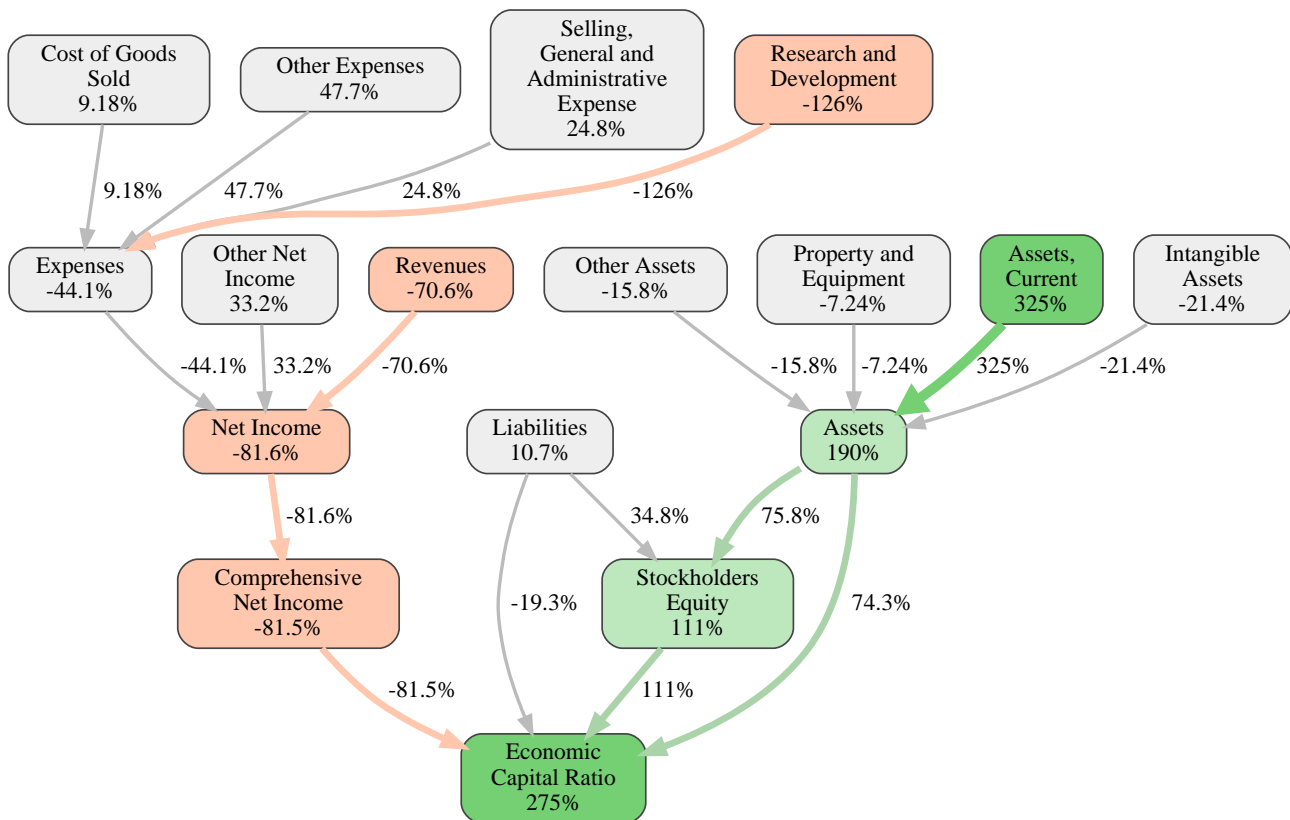 Cost of Goods
Sold
9.18%
Other Expenses
47.7%
Selling,
General and
Administrative
Expense
24.8%
Research and
Development
-126%
9.18%
47.7%
24.8%
-126%
Expenses
-44.1%
Other Net
Income
33.2%
Revenues
-70.6%
Other Assets
-15.8%
Property and
Equipment
-7.24%
Assets,
Current
325%
Intangible
Assets
-21.4%
-44.1%
33.2%
-70.6%
-15.8%
-7.24%
325%
-21.4%
Net Income
-81.6%
Liabilities
10.7%
Assets
190%
-81.6%
34.8%
75.8%
Comprehensive
Net Income
-81.5%
-19.3%
Stockholders
Equity
111%
74.3%
-81.5%
111%
Economic
Capital Ratio
275%